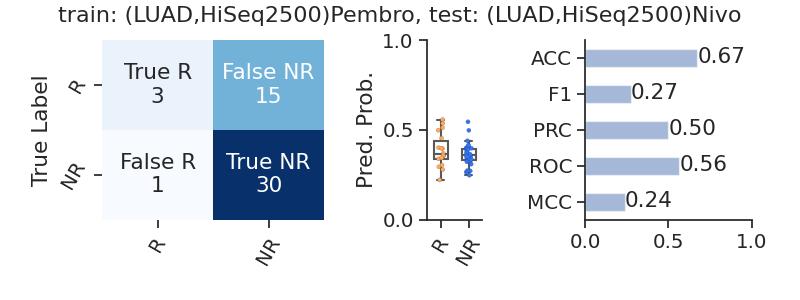 train: (LUAD,HiSeq2500)Pembro, test: (LUAD,HiSeq2500)Nivo
True Label
R
NR
True R
3
False NR
15
False R
1
True NR
30
R
NR
Pred. Prob.
1.0
0.5
0.0
R
NR
ACC
0.67
F1
0.27
PRC
0.50
ROC
0.56
MCC
0.24
0.0
0.5
1.0